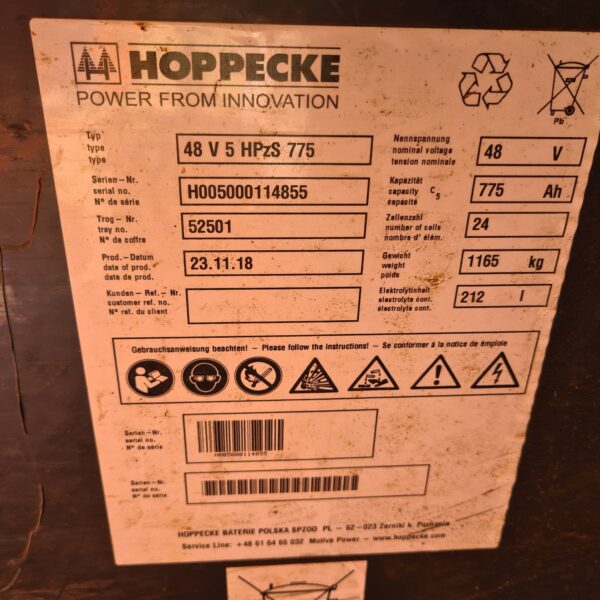 HOPPECKE
POWER FROM INNOVATION
Pb
Typ
type
type
48 V 5 HPzS 775
Nennspannung
nominal voltage
tension nominale
48 V
Serien-Nr.
serial no.
N° de série
H005000114855
Kapazität
capacity C5
capacité
775 Ah
Trog-Nr.
tray no.
N° de coffre
52501
Zellenzahl
number of cells
nombre d' élém.
24
Prod.-Datum
date of prod.
date de prod.
23.11.18
Gewicht
weight
poids
1165 kg
Kunden-Ref.-Nr.
customer ref. no.
N° ref. du client
Elektrolytinhalt
electrolyte cont.
électrolyte cont.
212 l
Gebrauchsanweisung beachten! – Please follow the instructions! – Se conformer á la notice de émploie
Serien-Nr.
serial no.
N° de série
H005000114855
Serien-Nr.
serial no.
N° de série
HOPPECKE BATERIE POLSKA SPZOO PL – 62-023 Żerniki k. Poznania
Service Line: +48 61 64 65 032 Motive Power – www.hoppecke.com